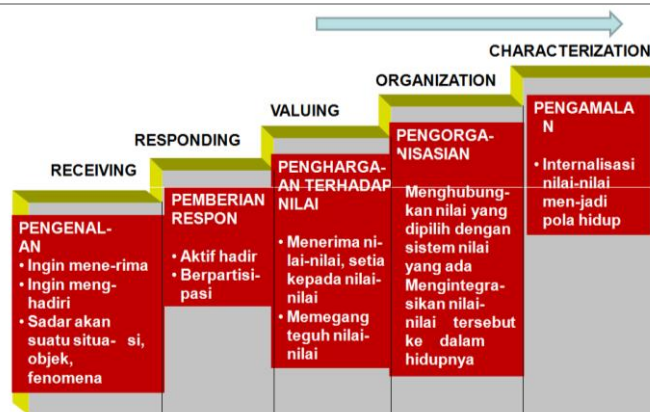 RECEIVING
PENGENAL-
AN
• Ingin mene-rima
• Ingin meng-
hadiri
• Sadar akan
suatu situa- si,
objek,
fenomena
RESPONDING
PEMBERIAN
RESPON
• Aktif hadir
• Berpartisi-
pasi
VALUING
PENGHARGA-
AN TERHADAP
NILAI
• Menerima ni-
lai-nilai, setia
kepada nilai-
nilai
• Memegang
teguh nilai-
nilai
ORGANIZATION
PENGORGA-
NISASIAN
Menghubung-
kan nilai yang
dipilih dengan
sistem nilai
yang ada
Mengintegra-
sikan nilai-
nilai tersebut
ke dalam
hidupnya
CHARACTERIZATION
PENGAMALA
N
• Internalisasi
nilai-nilai
men-jadi
pola hidup